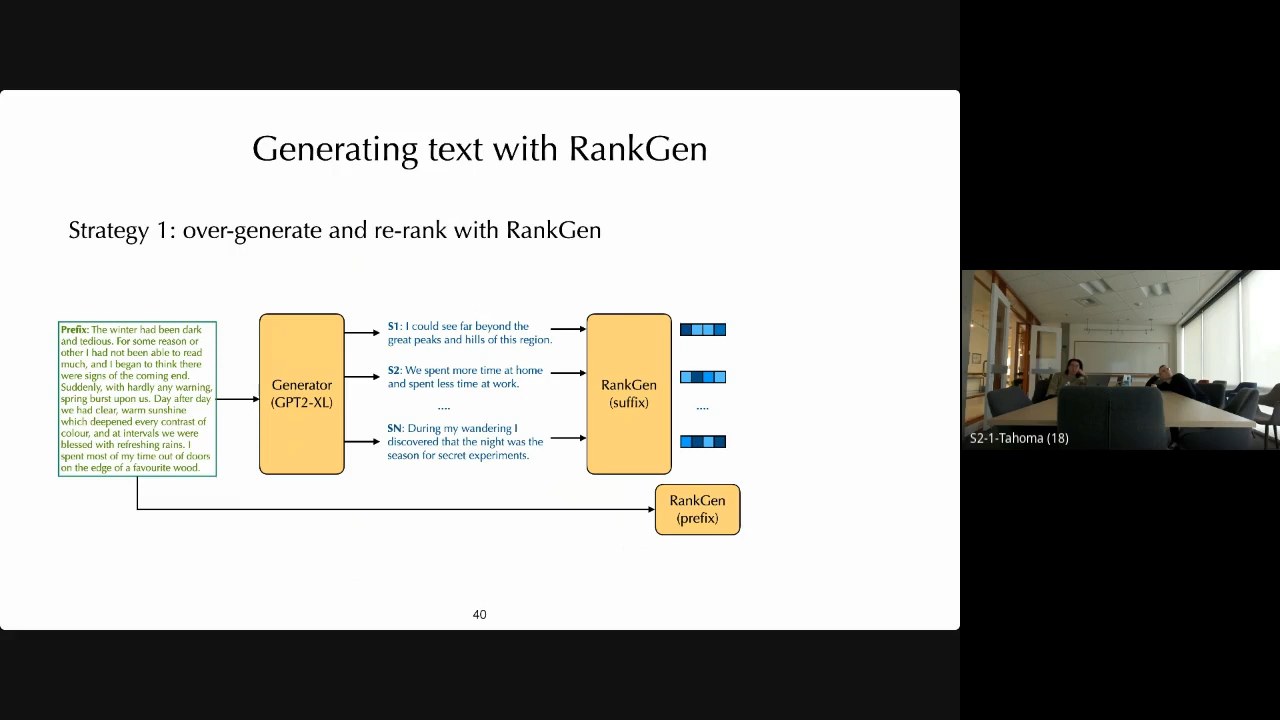 Generating text with RankGen
Strategy 1: over-generate and re-rank with RankGen
Prefix: The winter had been dark
and tedious. For some reason or
other I had not been able to read
much, and I began to think there
were signs of the coming end.
Suddenly, with hardly any warning,
spring burst upon us. Day after day
we had clear, warm sunshine
which deepened every contrast of
colour, and at intervals we were
blessed with refreshing rains. I
spent most of my time out of doors
on the edge of a favourite wood.
Generator
(GPT2-XL)
S1: I could see far beyond the
great peaks and hills of this region.
S2: We spent more time at home
and spent less time at work.
....
SN: During my wandering I
discovered that the night was the
season for secret experiments.
RankGen
(suffix)
....
RankGen
(prefix)
40
S2-1-Tahoma (18)